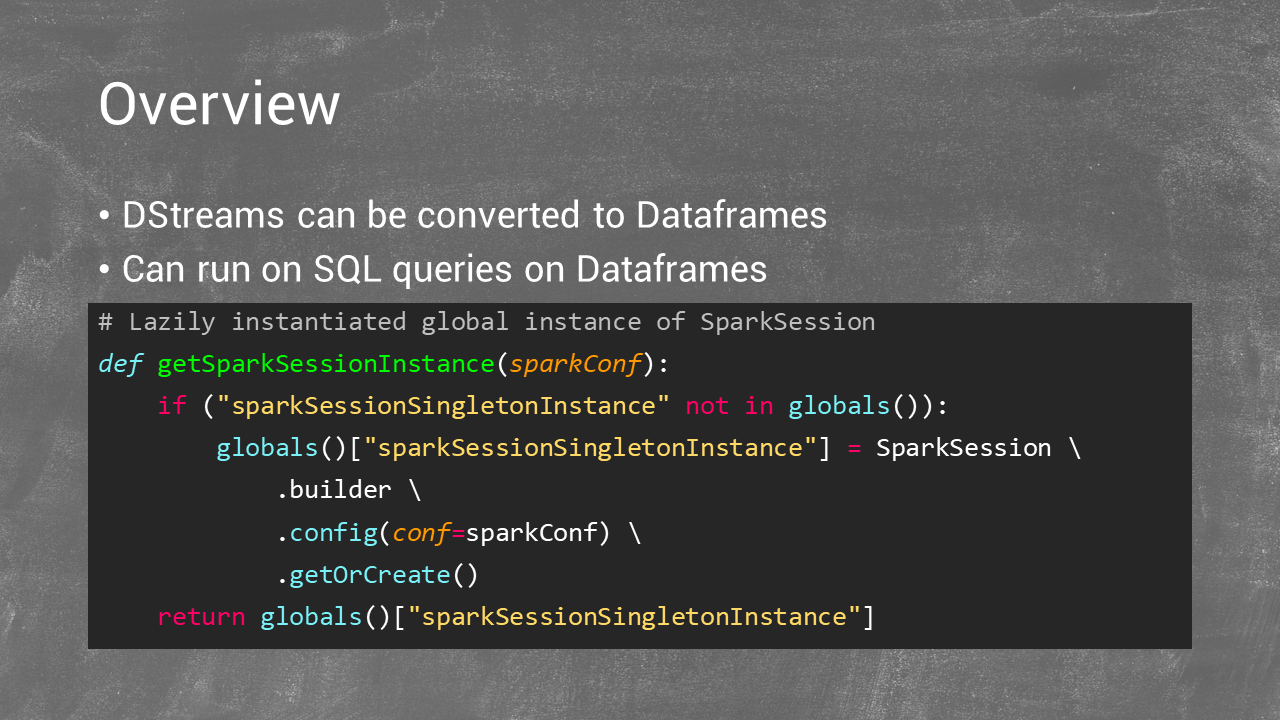 Overview
• DStreams can be converted to Dataframes
• Can run on SQL queries on Dataframes
# Lazily instantiated global instance of SparkSession
def getSparkSessionInstance(sparkConf):
    if ("sparkSessionSingletonInstance" not in globals()):
        globals()["sparkSessionSingletonInstance"] = SparkSession \
            .builder \
            .config(conf=sparkConf) \
            .getOrCreate()
    return globals()["sparkSessionSingletonInstance"]